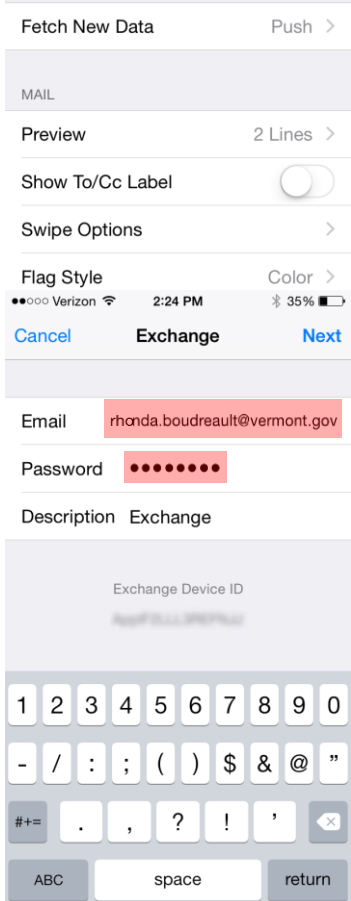 Fetch New Data Push >
MAIL
Preview 2 Lines >
Show To/Cc Label
Swipe Options >
Flag Style Color >
●●○○○ Verizon 2:24 PM 35%
Cancel Exchange Next
Email rhonda.boudreault@vermont.gov
Password ●●●●●●●●
Description Exchange
Exchange Device ID
1 2 3 4 5 6 7 8 9 0
- / : ; ( ) $ & @ ”
#+= . , ? ! ’
ABC space return